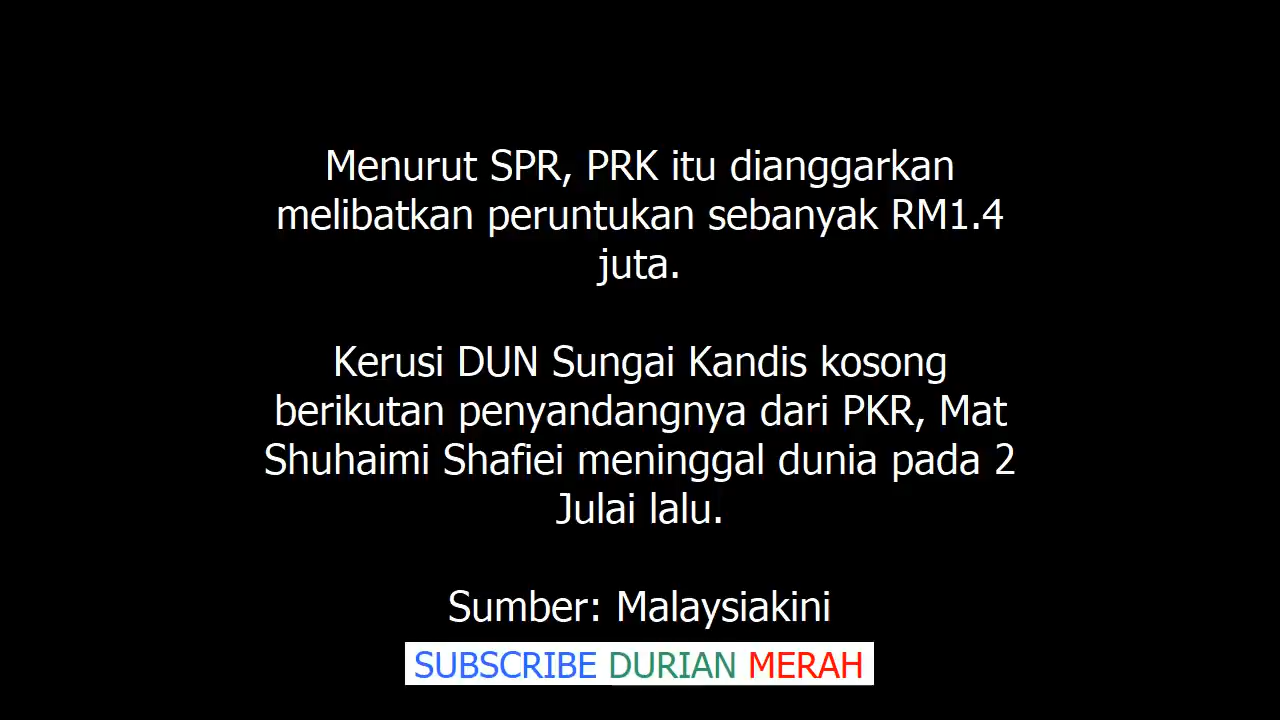 Menurut SPR, PRK itu dianggarkan
melibatkan peruntukan sebanyak RM1.4
juta.
Kerusi DUN Sungai Kandis kosong
berikutan penyandangnya dari PKR, Mat
Shuhaimi Shafiei meninggal dunia pada 2
Julai lalu.
Sumber: Malaysiakini
SUBSCRIBE DURIAN MERAH